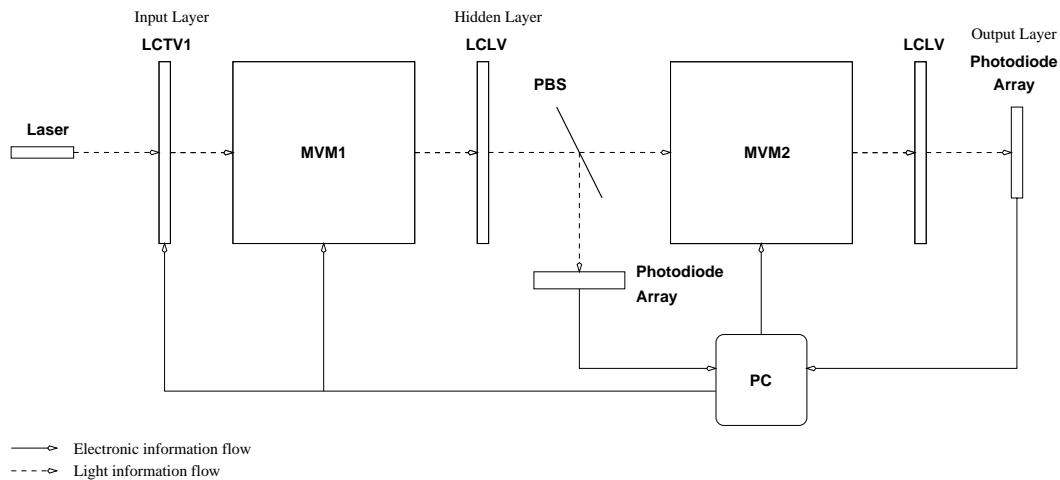 Input Layer
LCTV1
Hidden Layer
LCLV
LCLV
Output Layer
Photodiode
Array
PBS
Laser
MVM1
MVM2
Photodiode
Array
PC
Electronic information flow
Light information flow